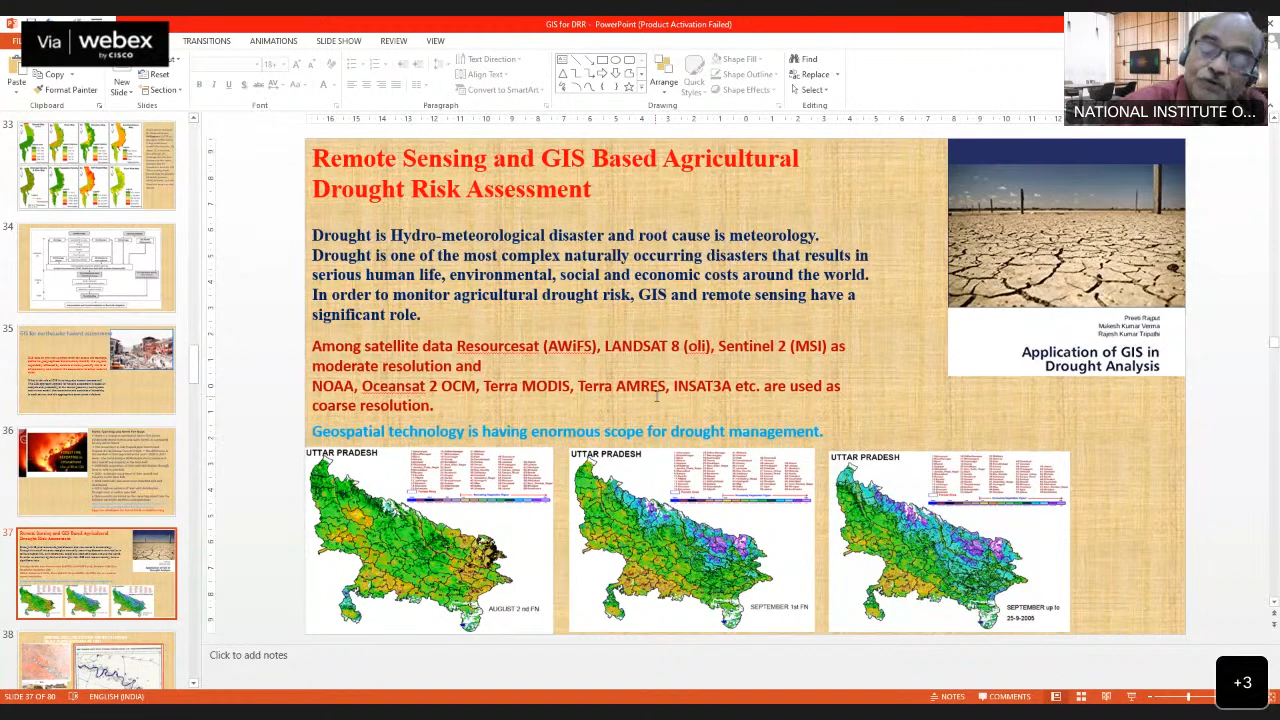 GIS for DRR - PowerPoint (Product Activation Failed)
Via webex
by CISCO
TRANSITIONS ANIMATIONS SLIDE SHOW REVIEW VIEW
Paste
Copy
Format Painter
Clipboard
New
Slide
Reset
Section
Slides
Font
Text Direction
Align Text
Convert to SmartArt
Paragraph
Arrange
Quick
Styles
Shape Fill
Shape Outline
Shape Effects
Drawing
Find
Replace
Select
Editing
NATIONAL INSTITUTE O...
33
34
35
36
37
38
Remote Sensing and GIS Based Agricultural
Drought Risk Assessment
Drought is Hydro-meteorological disaster and root cause is meteorology.
Drought is one of the most complex naturally occurring disasters that results in
serious human life, environmental, social and economic costs around the world.
In order to monitor agricultural drought risk, GIS and remote sensing have a
significant role.
Among satellite data Resourcesat (AWiFS), LANDSAT 8 (oli), Sentinel 2 (MSI) as
moderate resolution and
NOAA, Oceansat 2 OCM, Terra MODIS, Terra AMRES, INSAT3A etc. are used as
coarse resolution.
Geospatial technology is having enormous scope for drought management.
Preeti Rajput
Mukesh Kumar Verma
Rajesh Kumar Tripathi
Application of GIS in
Drought Analysis
UTTAR PRADESH
AUGUST 2 nd FN
UTTAR PRADESH
SEPTEMBER 1st FN
UTTAR PRADESH
SEPTEMBER up to
25-9-2005
Click to add notes
SLIDE 37 OF 80 ENGLISH (INDIA)
NOTES COMMENTS
+3